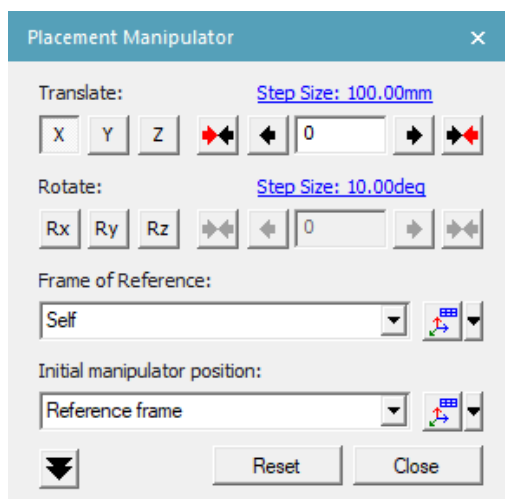 Placement Manipulator
Translate: Step Size: 100.00mm
X Y Z 0
Rotate: Step Size: 10.00deg
Rx Ry Rz 0
Frame of Reference:
Self
Initial manipulator position:
Reference frame
Reset Close